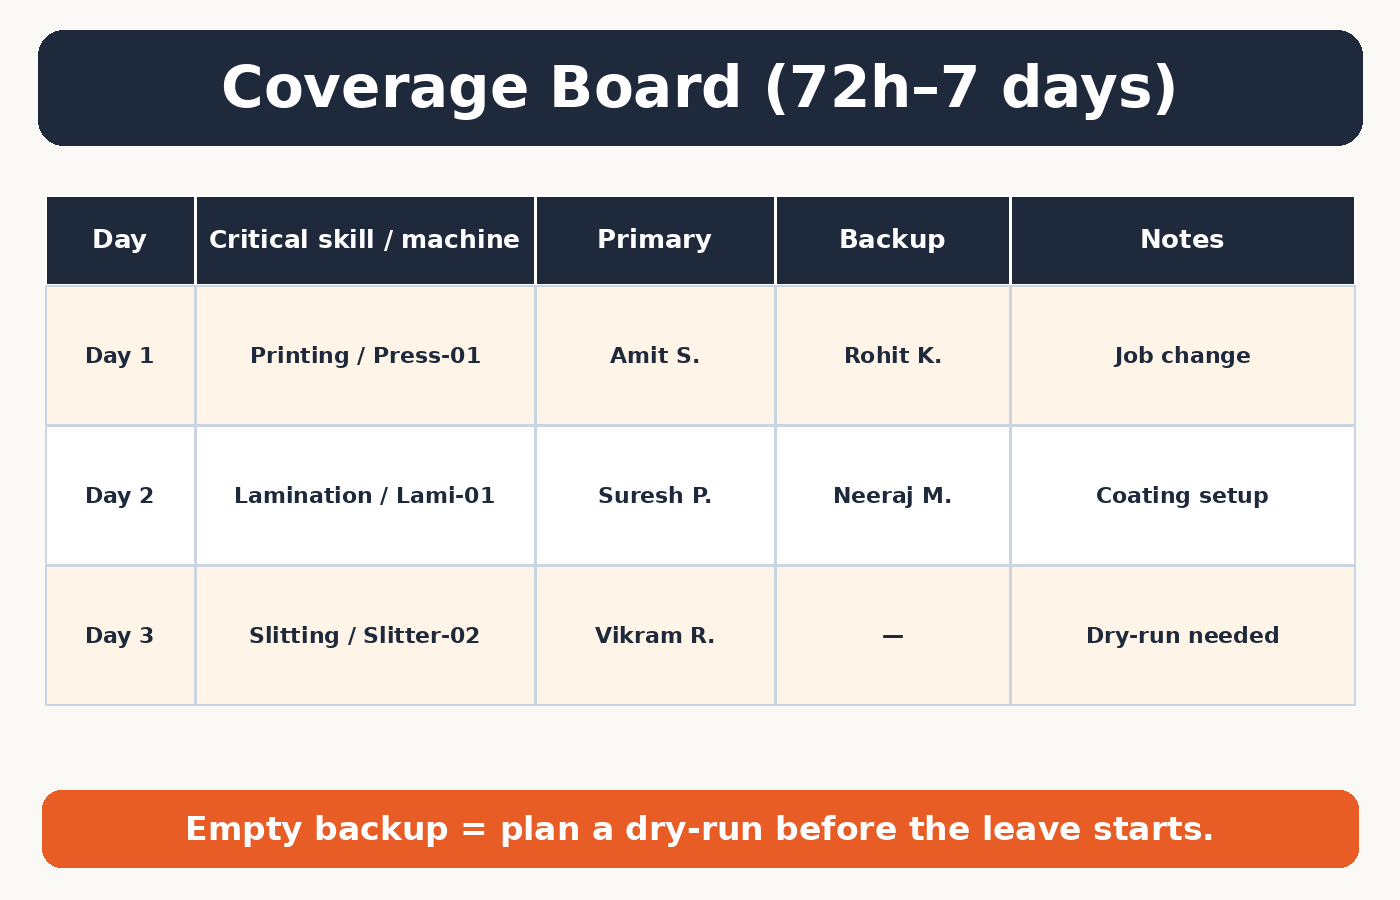 Coverage Board (72h–7 days)
Day Critical skill / machine Primary Backup Notes
Day 1 Printing / Press-01 Amit S. Rohit K. Job change
Day 2 Lamination / Lami-01 Suresh P. Neeraj M. Coating setup
Day 3 Slitting / Slitter-02 Vikram R. — Dry-run needed
Empty backup = plan a dry-run before the leave starts.